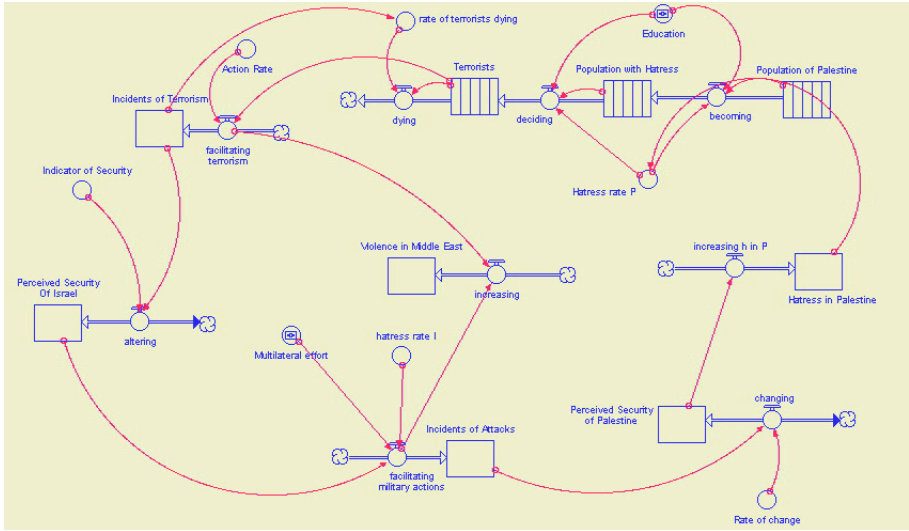 rate of terrorists dying
Education
Action Rate
Terrorists
Population with Hatress
Population of Palestine
Incidents of Terrorism
dying
deciding
becoming
facilitating
terrorism
Indicator of Security
Hatress rate P
Violence in Middle East
increasing h in P
Perceived Security
Of Israel
increasing
Hatress in Palestine
altering
Multilateral effort
hatress rate I
changing
Perceived Security
of Palestine
Incidents of Attacks
facilitating
military actions
Rate of change